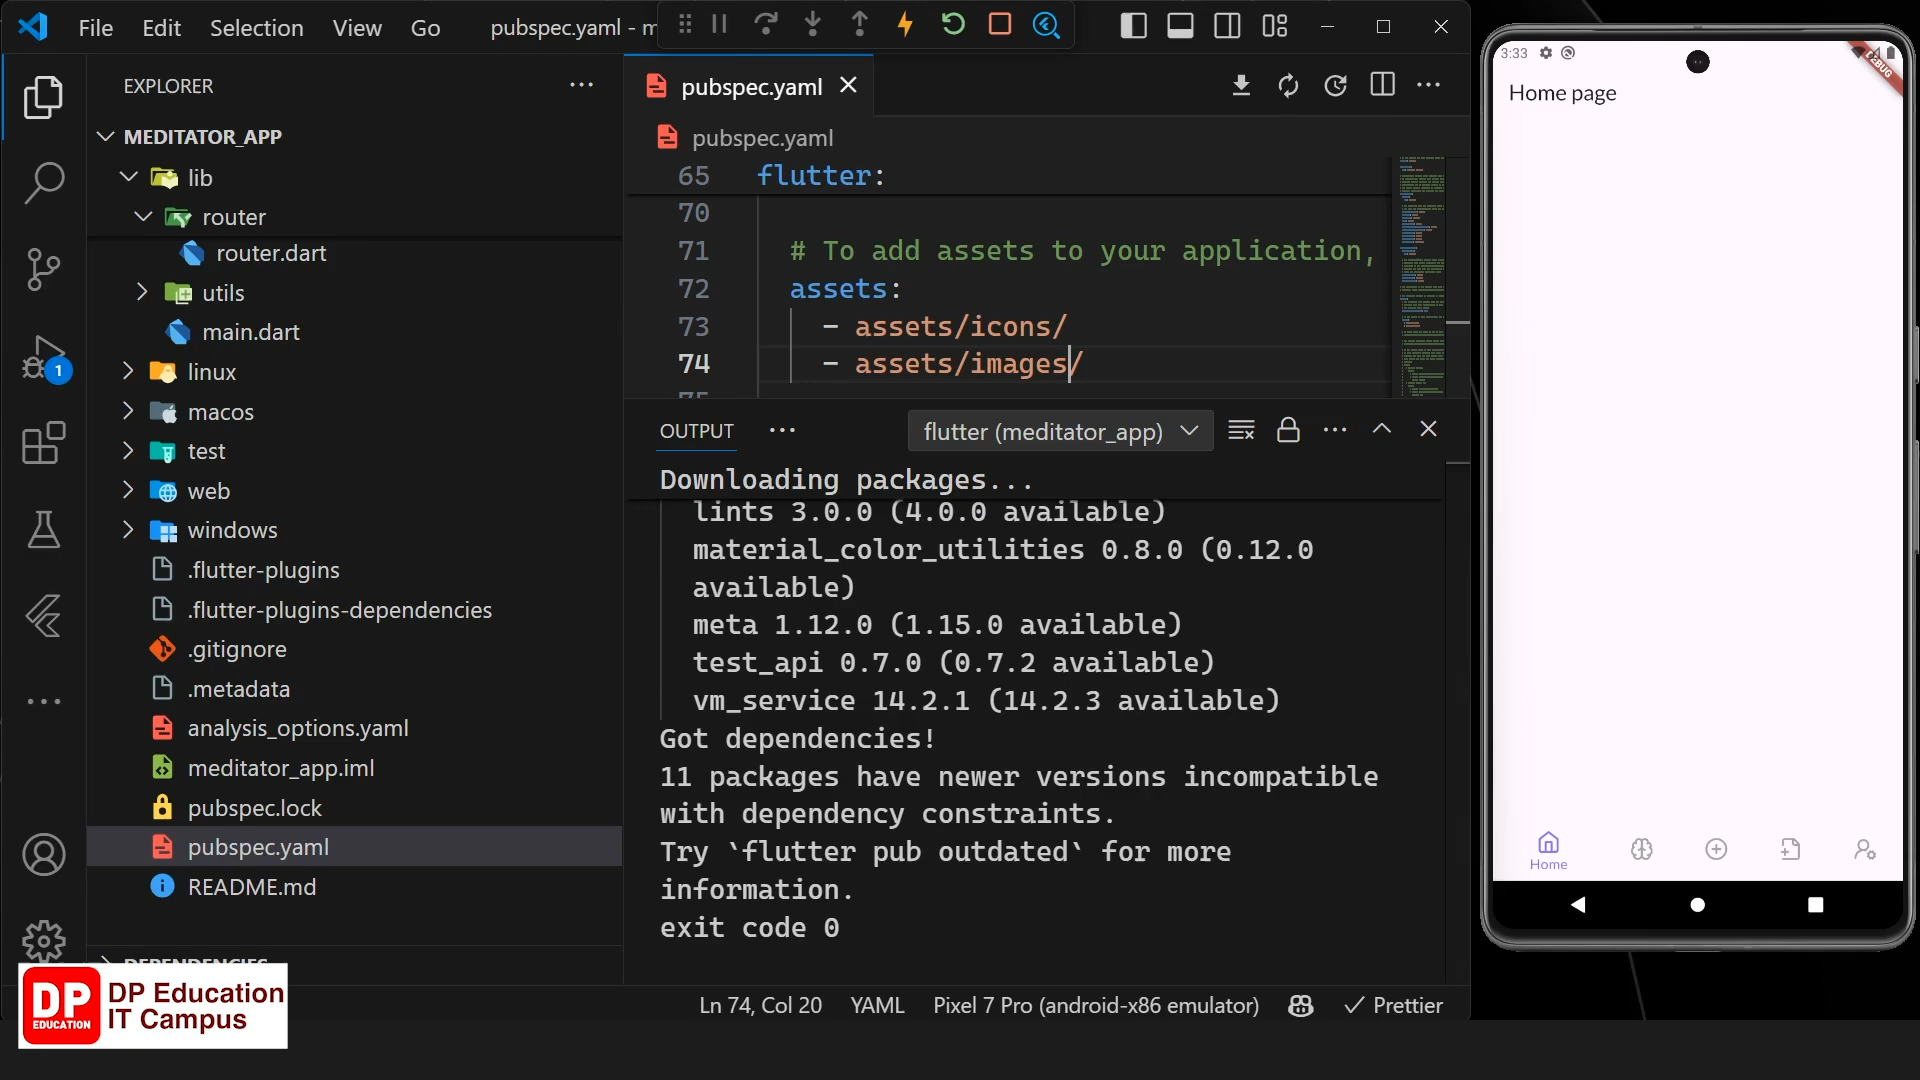 File Edit Selection View Go pubspec.yaml - m
EXPLORER
MEDITATOR_APP
lib
router
router.dart
utils
main.dart
linux
macos
test
web
windows
.flutter-plugins
.flutter-plugins-dependencies
.gitignore
.metadata
analysis_options.yaml
meditator_app.iml
pubspec.lock
pubspec.yaml
README.md
DEPENDENCIES
1
pubspec.yaml
pubspec.yaml
65 flutter:
70
71 # To add assets to your application,
72 assets:
73 - assets/icons/
74 - assets/images/
75
OUTPUT flutter (meditator_app)
Downloading packages...
lints 3.0.0 (4.0.0 available)
material_color_utilities 0.8.0 (0.12.0
available)
meta 1.12.0 (1.15.0 available)
test_api 0.7.0 (0.7.2 available)
vm_service 14.2.1 (14.2.3 available)
Got dependencies!
11 packages have newer versions incompatible
with dependency constraints.
Try `flutter pub outdated` for more
information.
exit code 0
Ln 74, Col 20 YAML Pixel 7 Pro (android-x86 emulator) Prettier
3:33
DEBUG
Home page
Home
DP
EDUCATION
DP Education
IT Campus